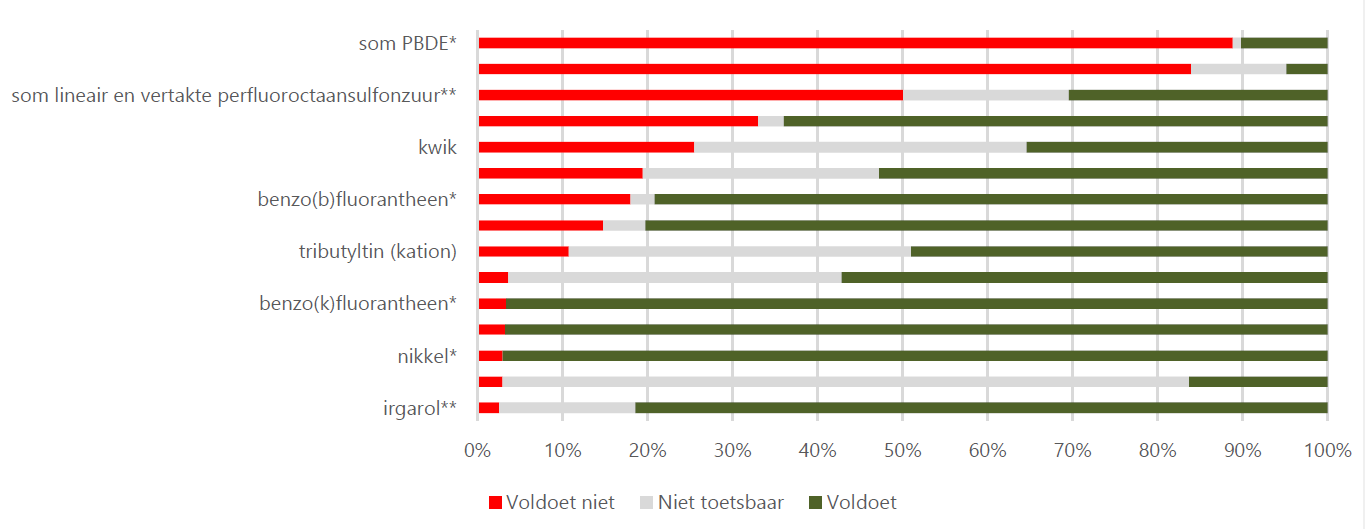 som PBDE*
som lineair en vertakte perfluoroctaansulfonzuur**
kwik
benzo(b)fluorantheen*
tributyltin (kation)
benzo(k)fluorantheen*
nikkel*
irgarol**
0% 10% 20% 30% 40% 50% 60% 70% 80% 90% 100%
Voldoet niet Niet toetsbaar Voldoet